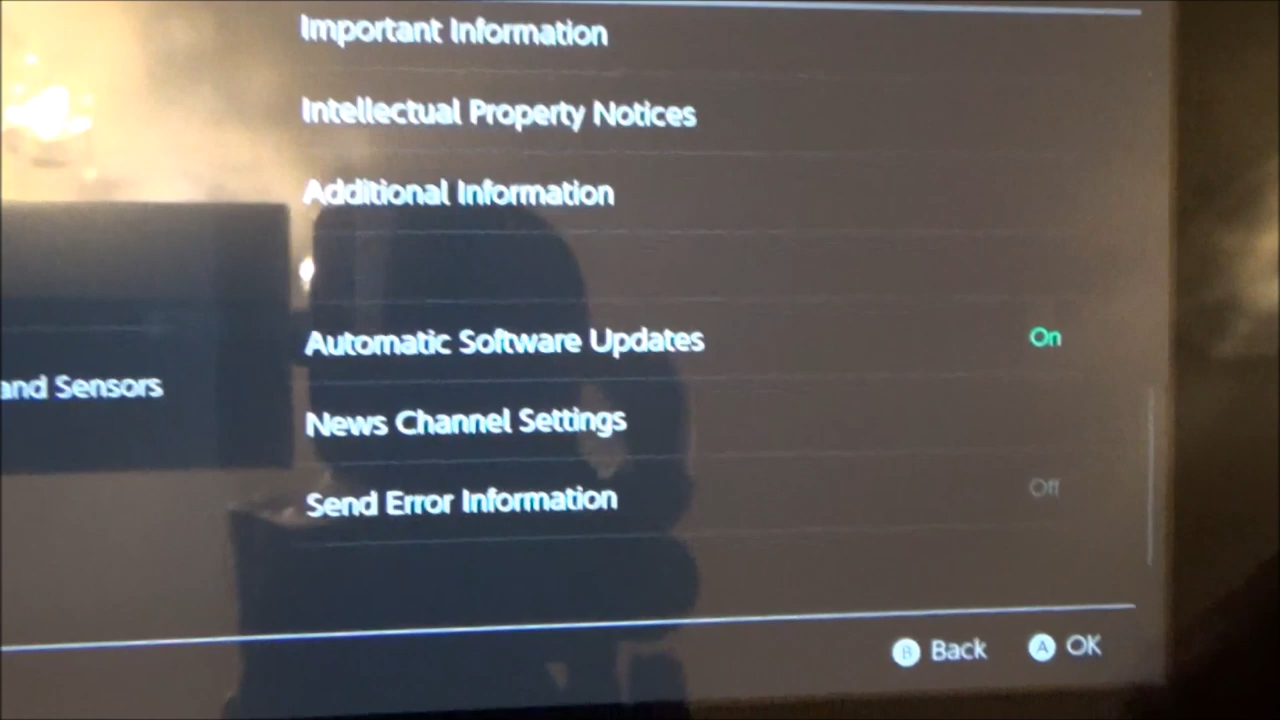 Important Information
Intellectual Property Notices
Additional Information
Automatic Software Updates On
and Sensors
News Channel Settings
Send Error Information Off
B Back A OK